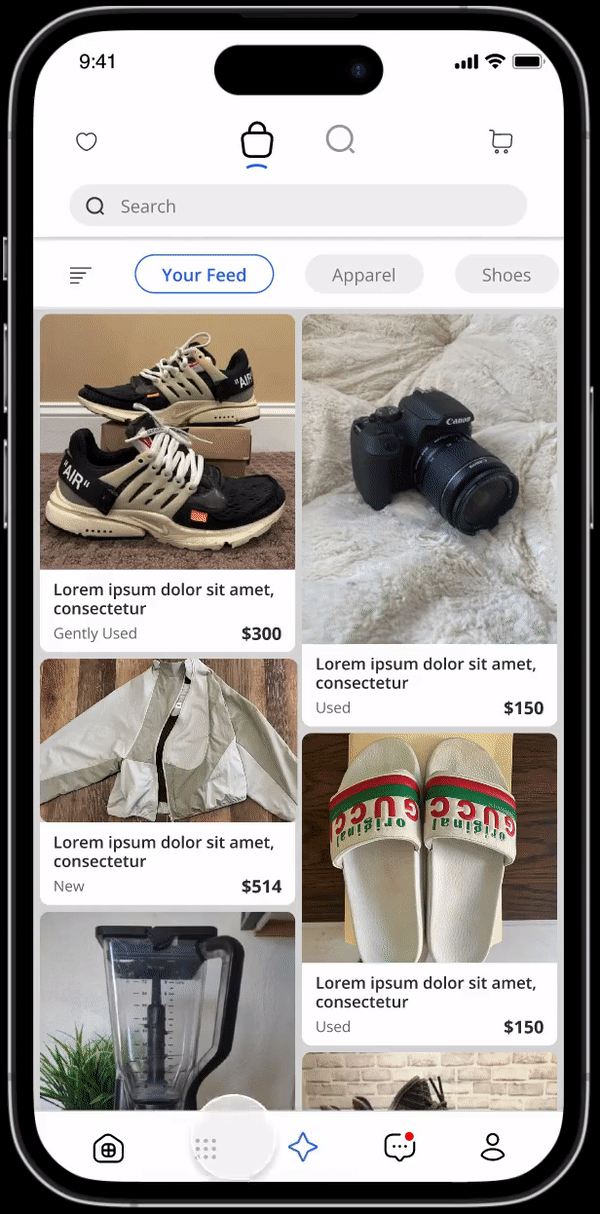 9:41
Search
Your Feed
Apparel
Shoes
"AIR"
"AIR"
Canon
Lorem ipsum dolor sit amet,
consectetur
Gently Used
$300
Lorem ipsum dolor sit amet,
consectetur
Used
$150
Lorem ipsum dolor sit amet,
consectetur
New
$514
GUCCI
original
GUCCI
original
Lorem ipsum dolor sit amet,
consectetur
Used
$150